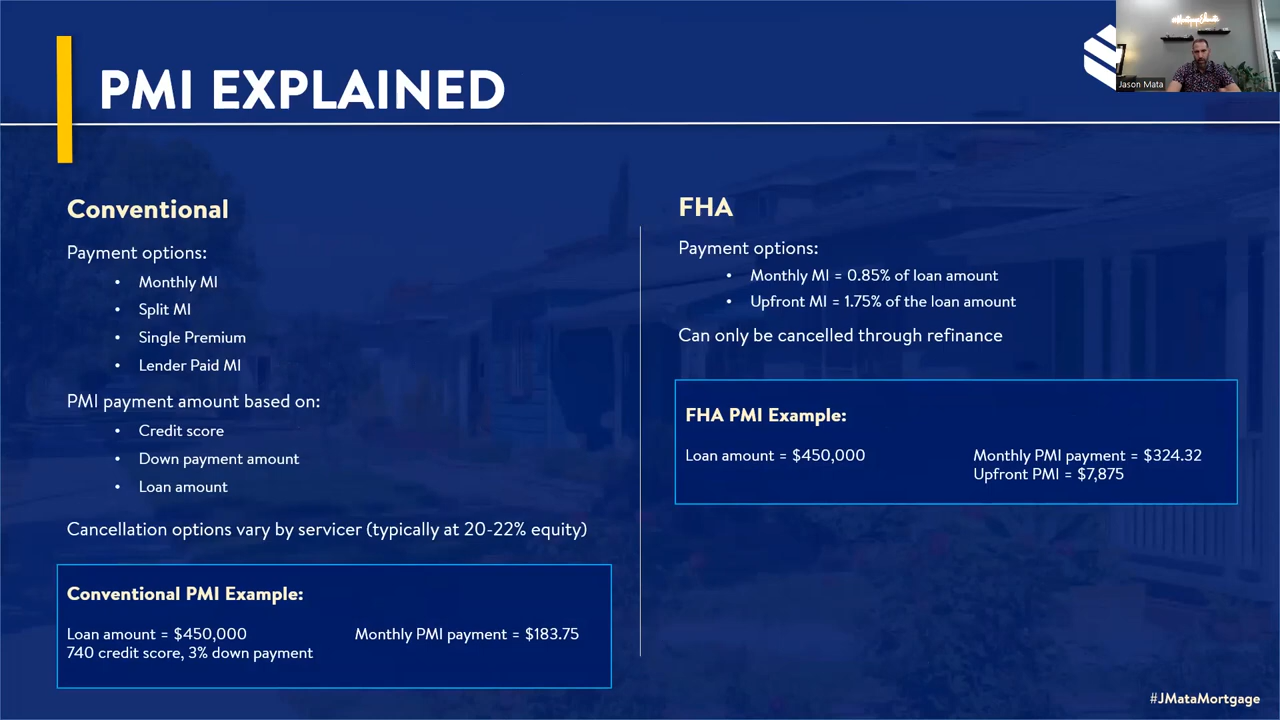 PMI EXPLAINED
Jason Mata
Conventional
Payment options:
• Monthly MI
• Split MI
• Single Premium
• Lender Paid MI
PMI payment amount based on:
• Credit score
• Down payment amount
• Loan amount
Cancellation options vary by servicer (typically at 20-22% equity)
Conventional PMI Example:
Loan amount = $450,000
740 credit score, 3% down payment
Monthly PMI payment = $183.75
FHA
Payment options:
• Monthly MI = 0.85% of loan amount
• Upfront MI = 1.75% of the loan amount
Can only be cancelled through refinance
FHA PMI Example:
Loan amount = $450,000
Monthly PMI payment = $324.32
Upfront PMI = $7,875
#JMataMortgage